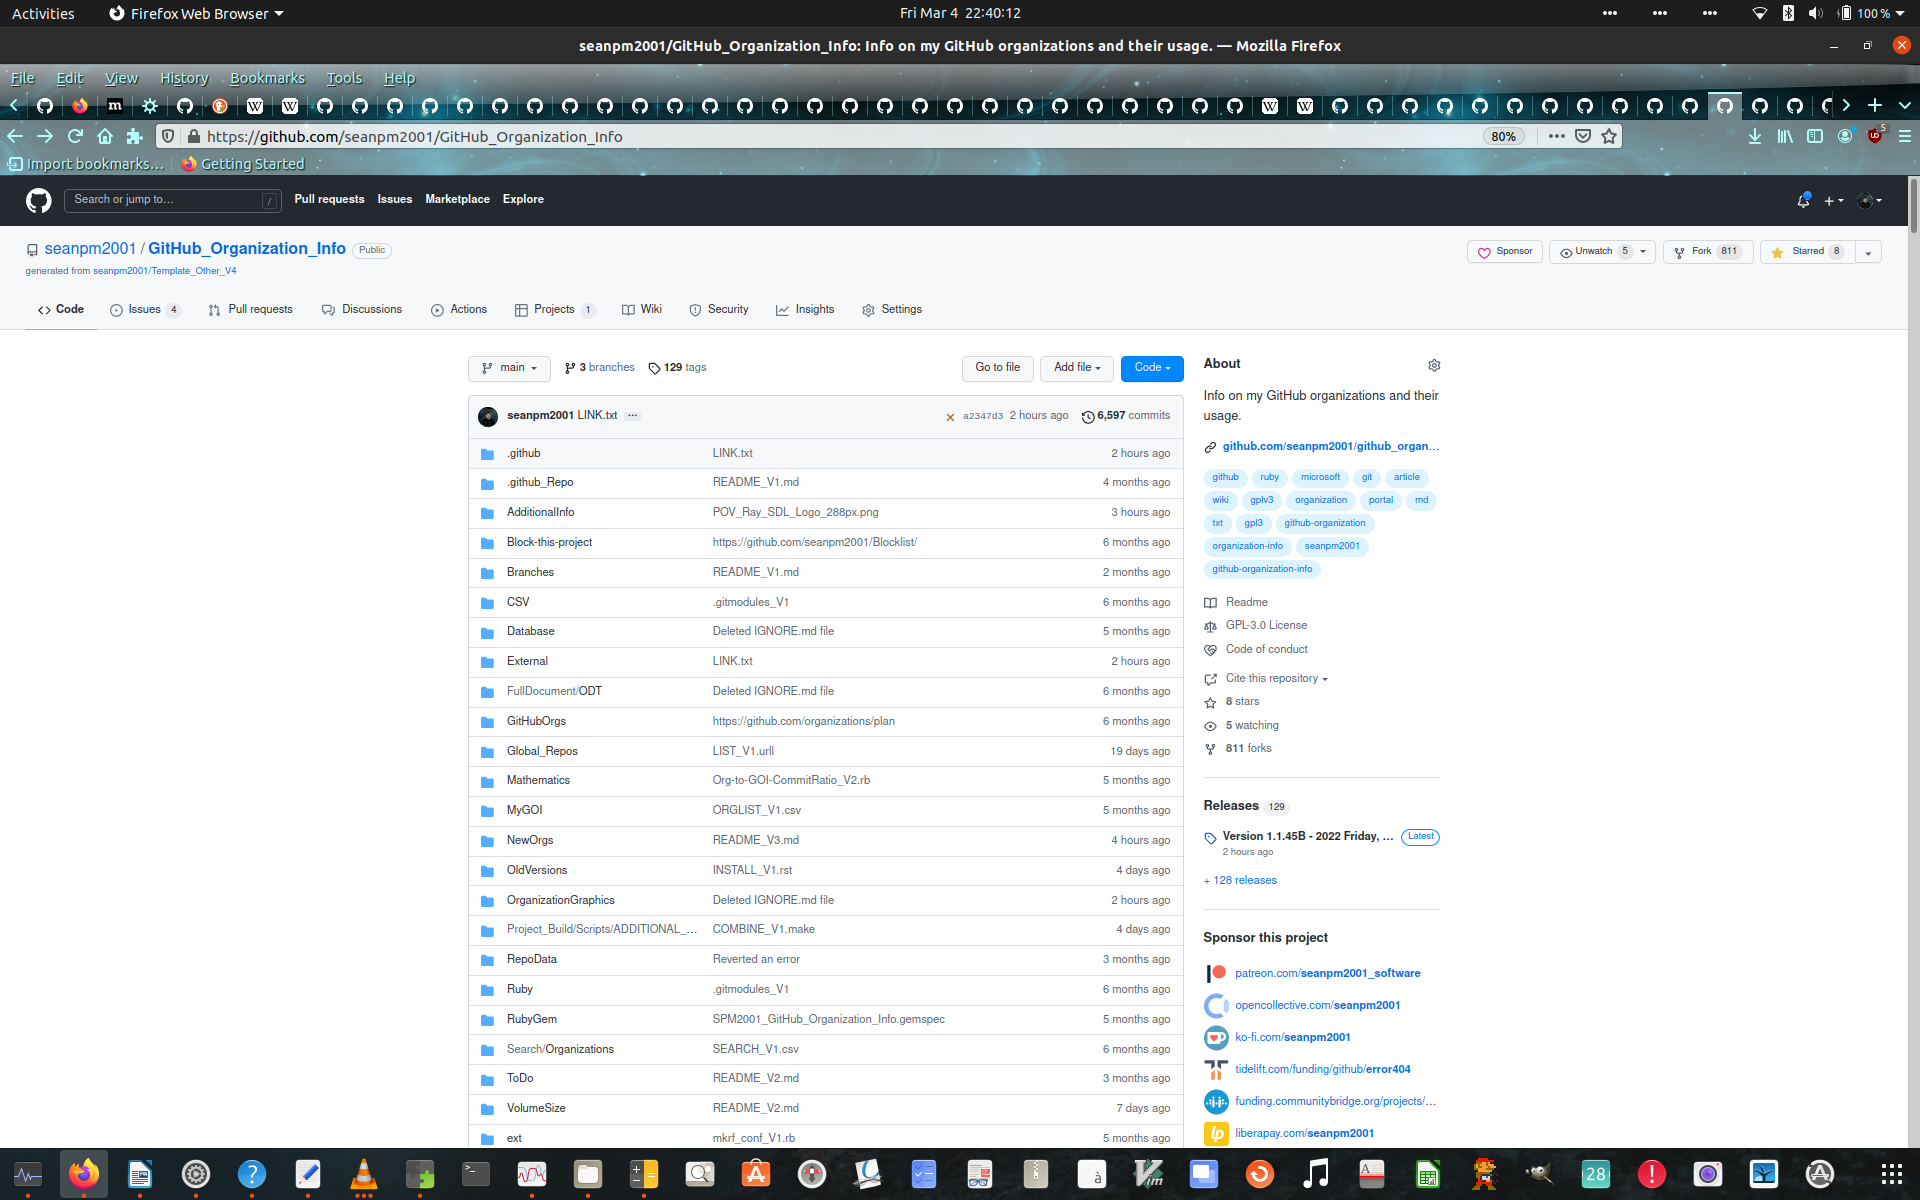 Activities Firefox Web Browser Fri Mar 4 22:40:12 100 %
seanpm2001/GitHub_Organization_Info: Info on my GitHub organizations and their usage. — Mozilla Firefox
File Edit View History Bookmarks Tools Help
https://github.com/seanpm2001/GitHub_Organization_Info 80% 5
Import bookmarks... Getting Started
Search or jump to... / Pull requests Issues Marketplace Explore
seanpm2001 / GitHub_Organization_Info Public Sponsor Unwatch 5 Fork 811 Starred 8
generated from seanpm2001/Template_Other_V4
Code Issues 4 Pull requests Discussions Actions Projects 1 Wiki Security Insights Settings
main 3 branches 129 tags Go to file Add file Code
seanpm2001 LINK.txt ... a2347d3 2 hours ago 6,597 commits
.github LINK.txt 2 hours ago
.github_Repo README_V1.md 4 months ago
AdditionalInfo POV_Ray_SDL_Logo_288px.png 3 hours ago
Block-this-project https://github.com/seanpm2001/Blocklist/ 6 months ago
Branches README_V1.md 2 months ago
CSV .gitmodules_V1 6 months ago
Database Deleted IGNORE.md file 5 months ago
External LINK.txt 2 hours ago
FullDocument/ODT Deleted IGNORE.md file 6 months ago
GitHubOrgs https://github.com/organizations/plan 6 months ago
Global_Repos LIST_V1.urll 19 days ago
Mathematics Org-to-GOI-CommitRatio_V2.rb 5 months ago
MyGOI ORGLIST_V1.csv 5 months ago
NewOrgs README_V3.md 4 hours ago
OldVersions INSTALL_V1.rst 4 days ago
OrganizationGraphics Deleted IGNORE.md file 2 hours ago
Project_Build/Scripts/ADDITIONAL_... COMBINE_V1.make 4 days ago
RepoData Reverted an error 3 months ago
Ruby .gitmodules_V1 6 months ago
RubyGem SPM2001_GitHub_Organization_Info.gemspec 5 months ago
Search/Organizations SEARCH_V1.csv 6 months ago
ToDo README_V2.md 3 months ago
VolumeSize README_V2.md 7 days ago
ext mkrf_conf_V1.rb 5 months ago
About
Info on my GitHub organizations and their
usage.
github.com/seanpm2001/github_organ...
github ruby microsoft git article
wiki gplv3 organization portal md
txt gpl3 github-organization
organization-info seanpm2001
github-organization-info
Readme
GPL-3.0 License
Code of conduct
Cite this repository
8 stars
5 watching
811 forks
Releases 129
Version 1.1.45B - 2022 Friday, ... Latest
2 hours ago
+ 128 releases
Sponsor this project
patreon.com/seanpm2001_software
opencollective.com/seanpm2001
ko-fi.com/seanpm2001
tidelift.com/funding/github/error404
funding.communitybridge.org/projects/...
lp liberapay.com/seanpm2001
28